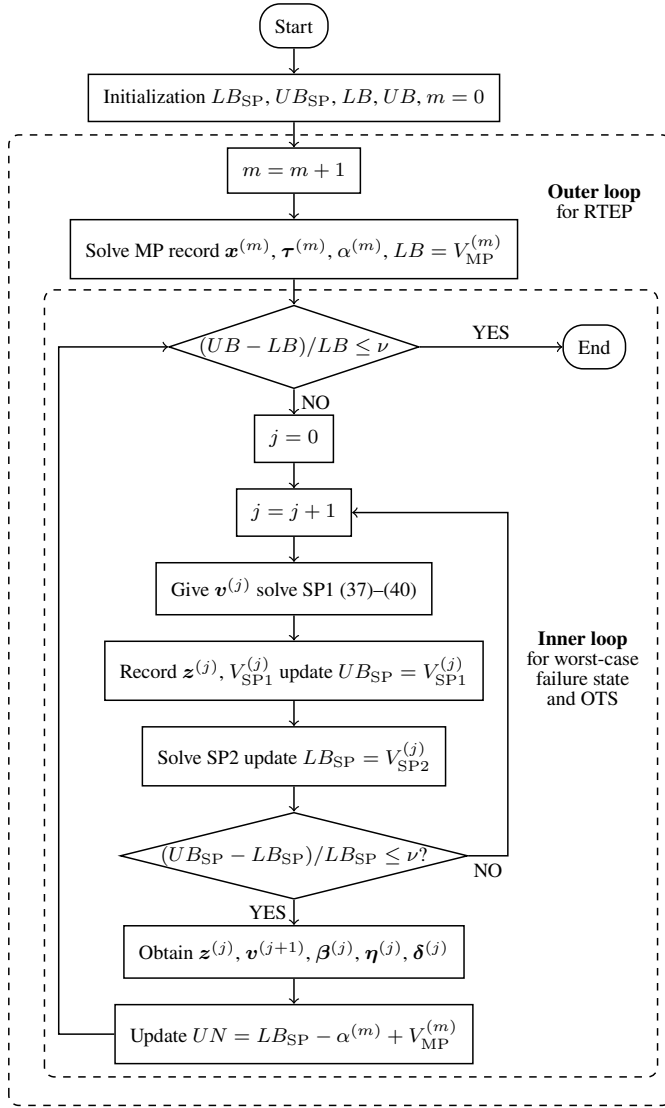 Start
Initialization LB_SP, UB_SP, LB, UB, m = 0
m = m + 1
Outer loop
for RTEP
Solve MP record x^(m), τ^(m), α^(m), LB = V_MP^(m)
(UB − LB)/LB ≤ ν
YES
End
NO
j = 0
j = j + 1
Give v^(j) solve SP1 (37)–(40)
Inner loop
for worst-case
failure state
and OTS
Record z^(j), V_SP1^(j) update UB_SP = V_SP1^(j)
Solve SP2 update LB_SP = V_SP2^(j)
(UB_SP − LB_SP)/LB_SP ≤ ν?
NO
YES
Obtain z^(j), v^(j+1), β^(j), η^(j), δ^(j)
Update UN = LB_SP − α^(m) + V_MP^(m)